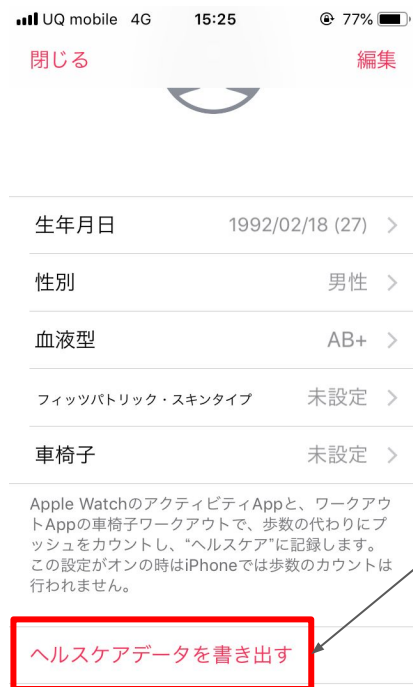 UQ mobile 4G 15:25 77%
閉じる 編集
生年月日 1992/02/18 (27)
性別 男性
血液型 AB+
フィッツパトリック・スキンタイプ 未設定
車椅子 未設定
Apple WatchのアクティビティAppと、ワークアウ
トAppの車椅子ワークアウトで、歩数の代わりにプ
ッシュをカウントし、“ヘルスケア”に記録します。
この設定がオンの時はiPhoneでは歩数のカウントは
行われません。
ヘルスケアデータを書き出す